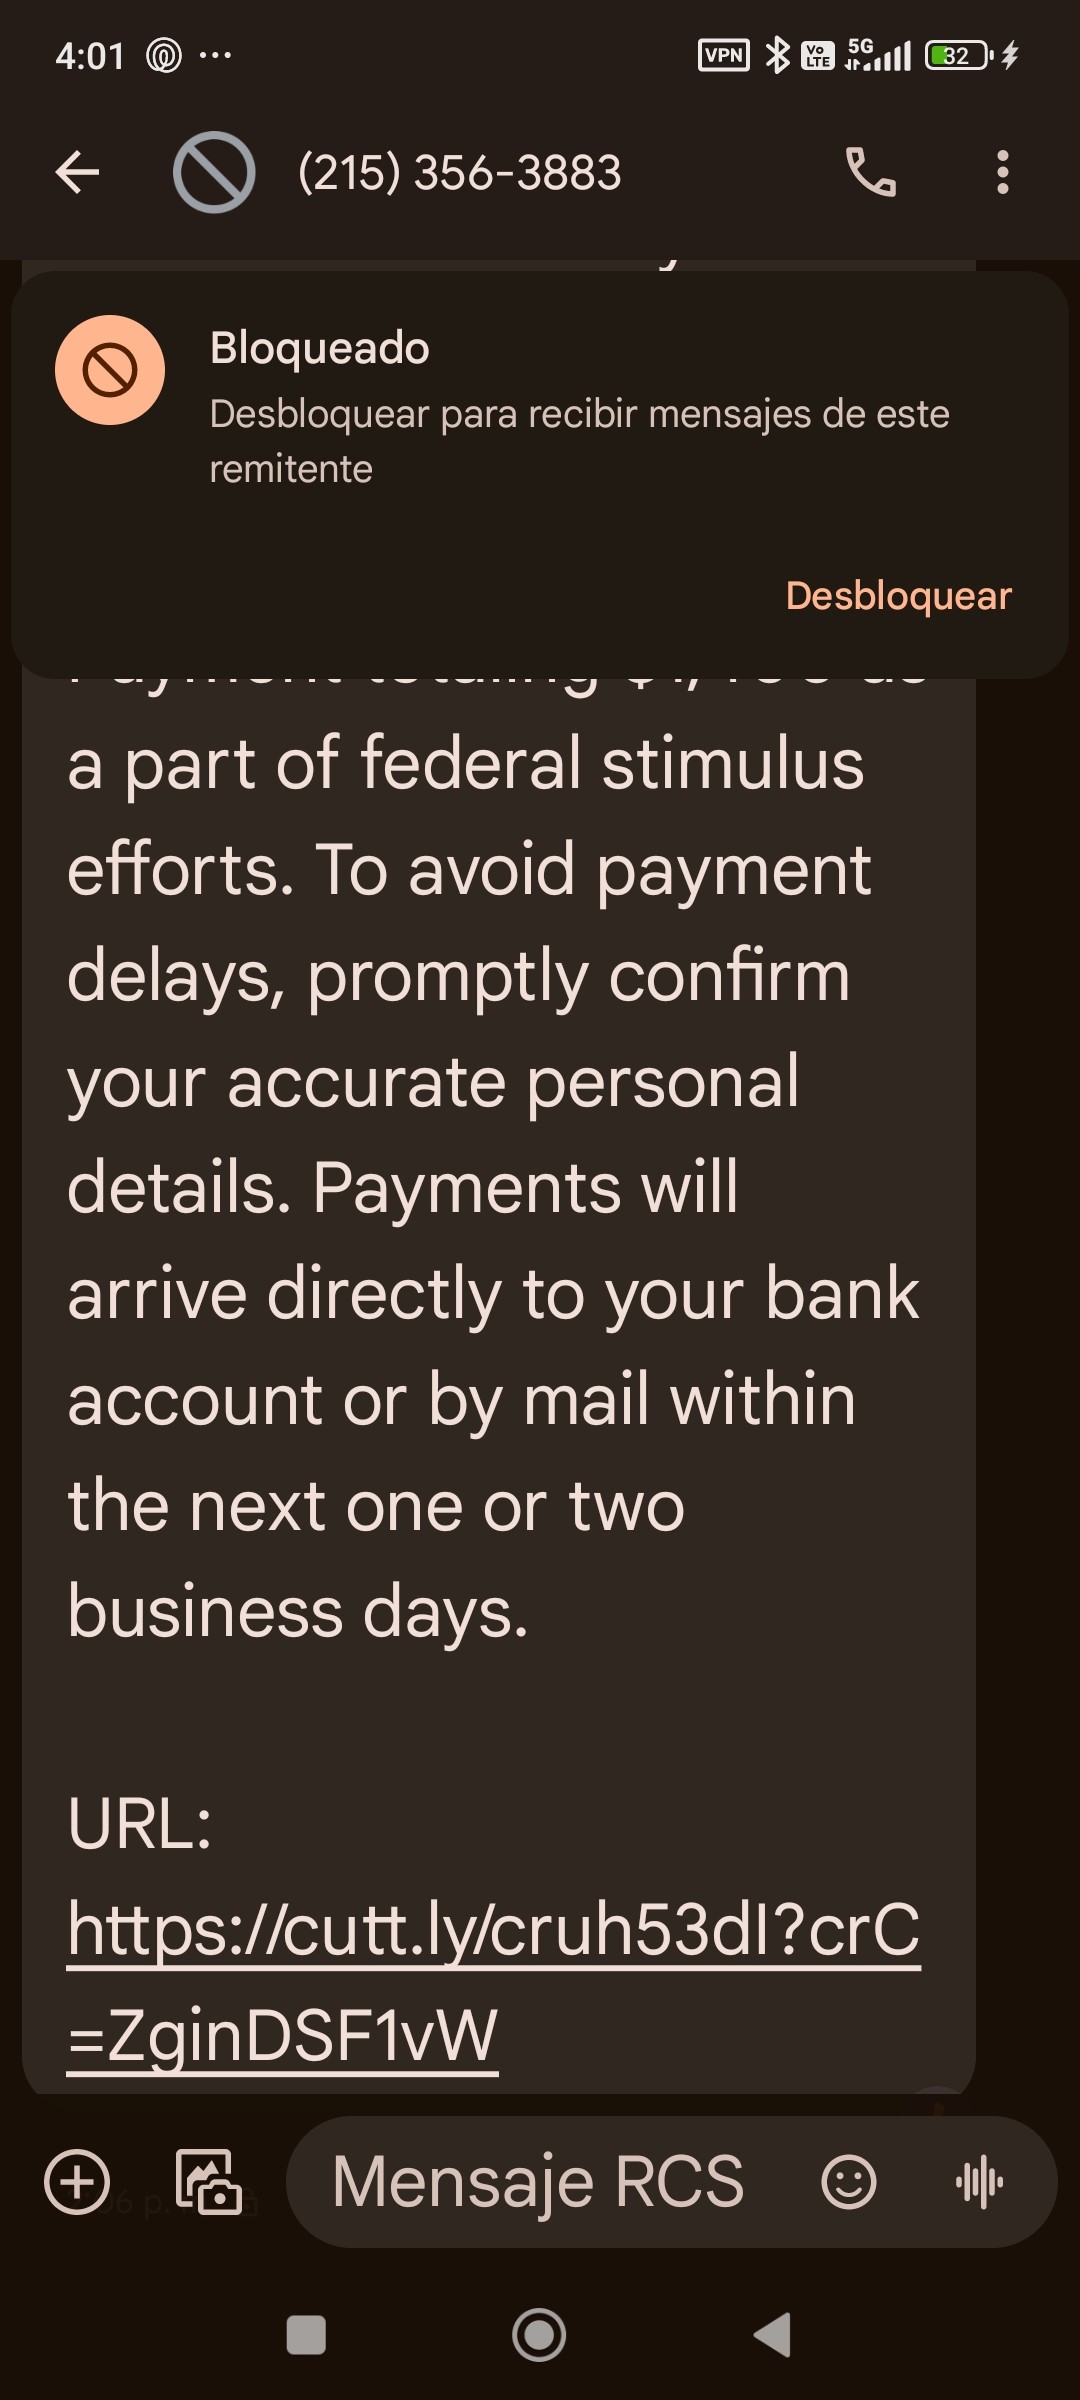 4:01
VPN
Vo LTE
5G
32
(215) 356-3883
Bloqueado
Desbloquear para recibir mensajes de este
remitente
Desbloquear
a part of federal stimulus
efforts. To avoid payment
delays, promptly confirm
your accurate personal
details. Payments will
arrive directly to your bank
account or by mail within
the next one or two
business days.
URL:
https://cutt.ly/cruh53dI?crC
=ZginDSF1vW
Mensaje RCS